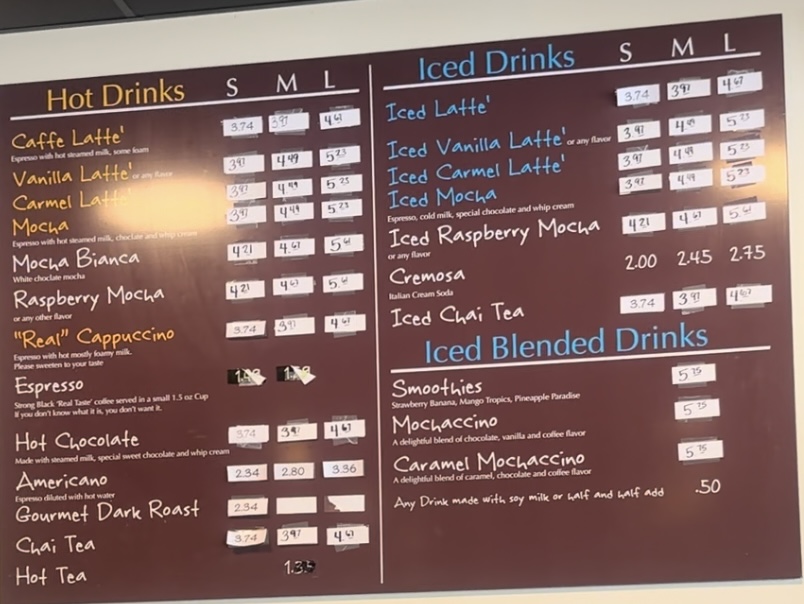 Hot Drinks S M L
Caffe Latte' 3.74 3.97 4.67
Espresso with hot steamed milk, some foam
Vanilla Latte' or any flavor 3.97 4.49 5.23
Carmel Latte' 3.97 4.49 5.23
Mocha 3.97 4.49 5.23
Espresso with hot steamed milk, choclate and whip cream
Mocha Bianca 4.21 4.67 5.61
White choclate mocha
Raspberry Mocha 4.21 4.67 5.61
or any other flavor
"Real" Cappuccino 3.74 3.97 4.67
Espresso with hot mostly foamy milk.
Please sweeten to your taste
Espresso
Strong Black 'Real Taste' coffee served in a small 1.5 oz Cup
If you don't know what it is, you don't want it.
Hot Chocolate 3.74 3.97 4.67
Made with steamed milk, special sweet chocolate and whip cream
Americano 2.34 2.80 3.36
Espresso diluted with hot water
Gourmet Dark Roast 2.34
Chai Tea 3.74 3.97 4.67
Hot Tea
Iced Drinks S M L
Iced Latte' 3.74 3.97 4.67
Iced Vanilla Latte' or any flavor 3.97 4.49 5.23
Iced Carmel Latte' 3.97 4.49 5.23
Iced Mocha 3.97 4.49 5.23
Espresso, cold milk, special chocolate and whip cream
Iced Raspberry Mocha 4.21 4.67 5.61
or any flavor
Cremosa 2.00 2.45 2.75
Italian Cream Soda
Iced Chai Tea 3.74 3.97 4.67
Iced Blended Drinks
Smoothies 5.75
Strawberry Banana, Mango Tropics, Pineapple Paradise
Mochaccino 5.75
A delightful blend of chocolate, vanilla and coffee flavor
Caramel Mochaccino 5.75
A delightful blend of caramel, choclate and coffee flavor
Any Drink made with soy milk or half and half add .50